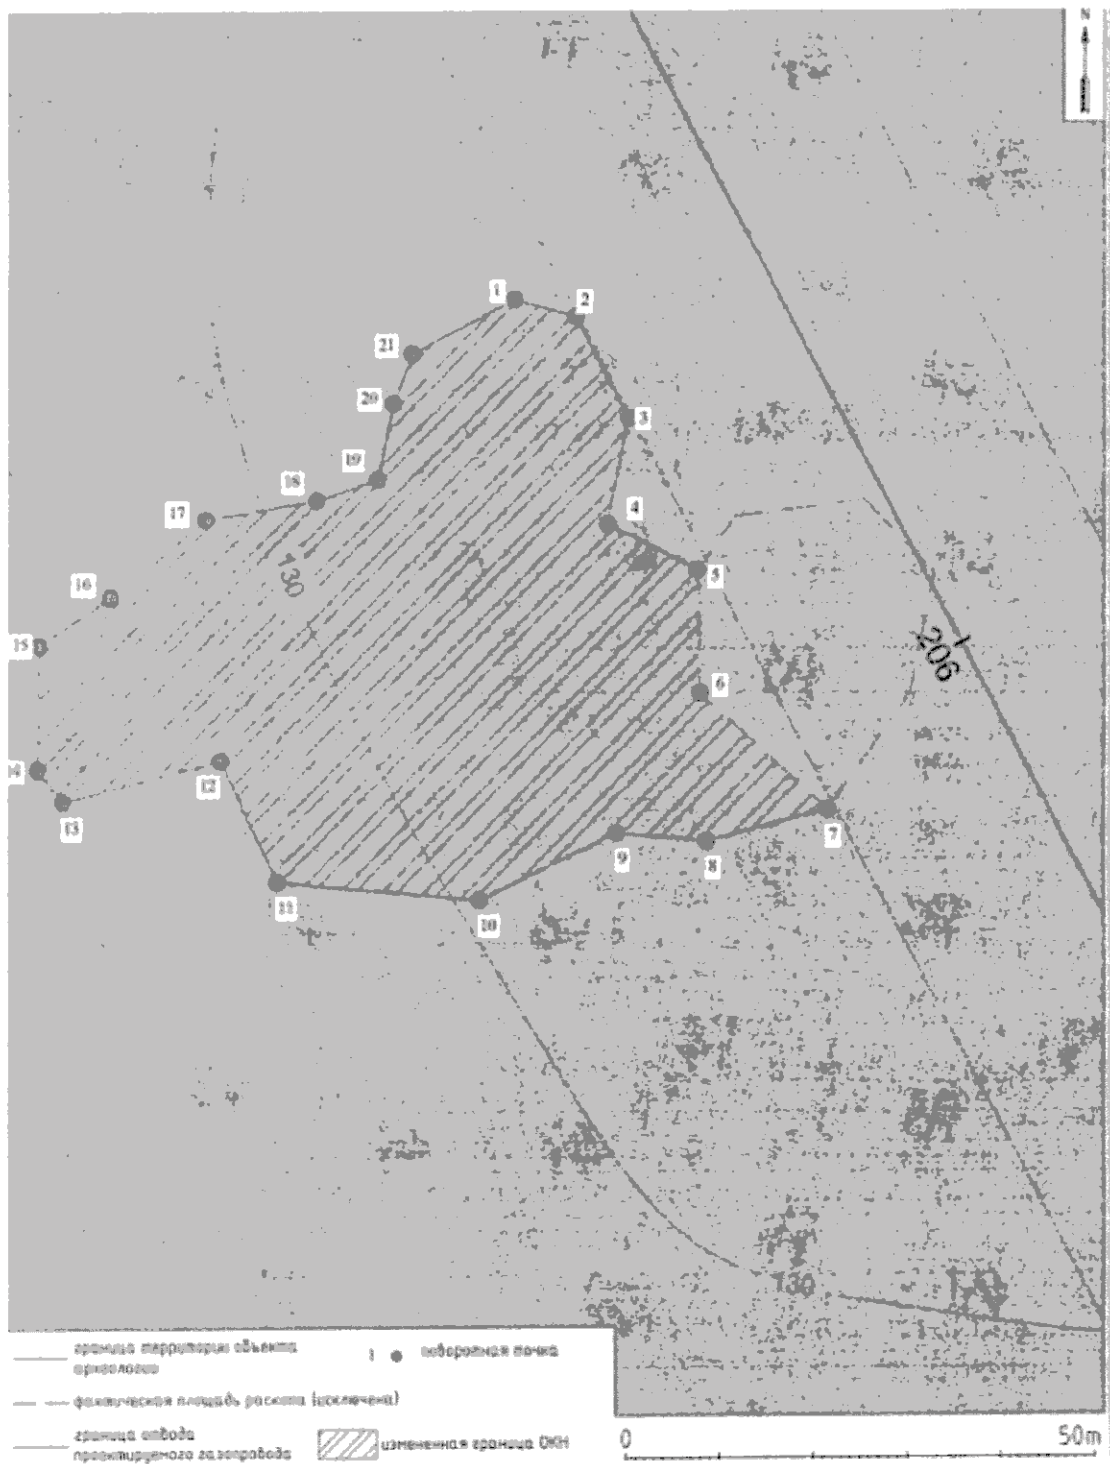 N
1
2
21
20
3
19
18
4
17
130
5
16
15
206
6
14
12
13
7
9
8
11
10
130
граница территории объекта
археологии
1
поворотная точка
фактическая площадь раскопа (исключена)
граница отвода
проектируемого газопровода
измененная граница ОКН
0
50m